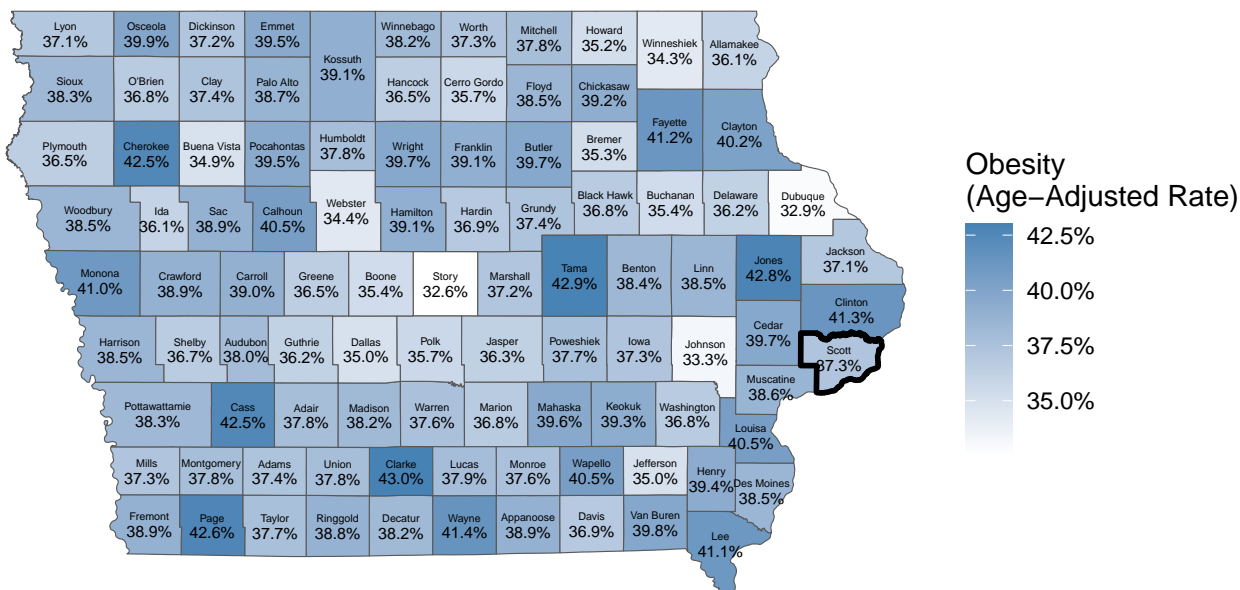 Lyon
37.1%
Osceola
39.9%
Dickinson
37.2%
Emmet
39.5%
Kossuth
39.1%
Winnebago
38.2%
Worth
37.3%
Mitchell
37.8%
Howard
35.2%
Winneshiek
34.3%
Allamakee
36.1%
Sioux
38.3%
O'Brien
36.8%
Clay
37.4%
Palo Alto
38.7%
Hancock
36.5%
Cerro Gordo
35.7%
Floyd
38.5%
Chickasaw
39.2%
Fayette
41.2%
Clayton
40.2%
Plymouth
36.5%
Cherokee
42.5%
Buena Vista
34.9%
Pocahontas
39.5%
Humboldt
37.8%
Wright
39.7%
Franklin
39.1%
Butler
39.7%
Bremer
35.3%
Woodbury
38.5%
Ida
36.1%
Sac
38.9%
Calhoun
40.5%
Webster
34.4%
Hamilton
39.1%
Hardin
36.9%
Grundy
37.4%
Black Hawk
36.8%
Buchanan
35.4%
Delaware
36.2%
Dubuque
32.9%
Monona
41.0%
Crawford
38.9%
Carroll
39.0%
Greene
36.5%
Boone
35.4%
Story
32.6%
Marshall
37.2%
Tama
42.9%
Benton
38.4%
Linn
38.5%
Jones
42.8%
Jackson
37.1%
Clinton
41.3%
Harrison
38.5%
Shelby
36.7%
Audubon
38.0%
Guthrie
36.2%
Dallas
35.0%
Polk
35.7%
Jasper
36.3%
Poweshiek
37.7%
Iowa
37.3%
Johnson
33.3%
Cedar
39.7%
Scott
37.3%
Muscatine
38.6%
Pottawattamie
38.3%
Cass
42.5%
Adair
37.8%
Madison
38.2%
Warren
37.6%
Marion
36.8%
Mahaska
39.6%
Keokuk
39.3%
Washington
36.8%
Louisa
40.5%
Mills
37.3%
Montgomery
37.8%
Adams
37.4%
Union
37.8%
Clarke
43.0%
Lucas
37.9%
Monroe
37.6%
Wapello
40.5%
Jefferson
35.0%
Henry
39.4%
Des Moines
38.5%
Fremont
38.9%
Page
42.6%
Taylor
37.7%
Ringgold
38.8%
Decatur
38.2%
Wayne
41.4%
Appanoose
38.9%
Davis
36.9%
Van Buren
39.8%
Lee
41.1%
Obesity
(Age−Adjusted Rate)
42.5%
40.0%
37.5%
35.0%